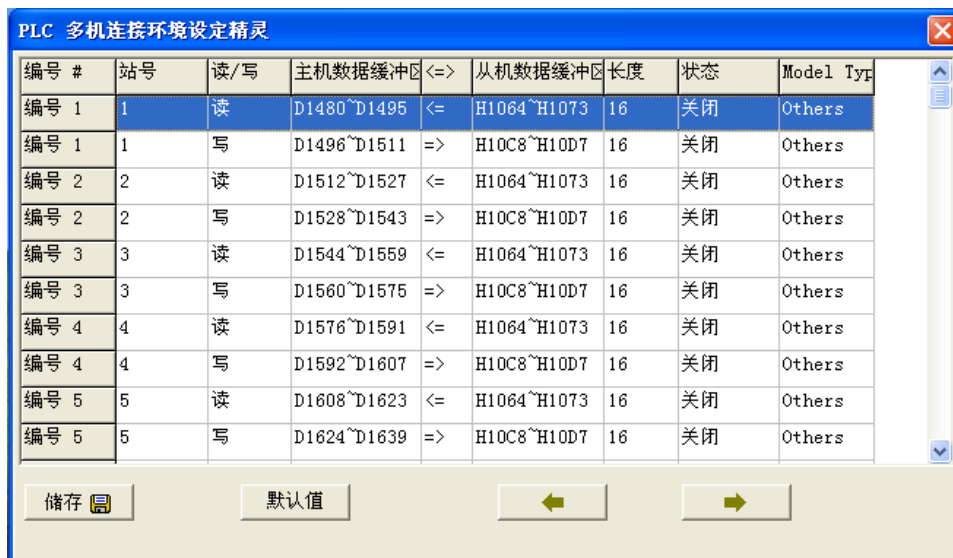 PLC 多机连接环境设定精灵
编号 # 站号 读/写 主机数据缓冲区 <=> 从机数据缓冲区 长度 状态 Model Typ
编号 1 1 读 D1480~D1495 <= H1064~H1073 16 关闭 Others
编号 1 1 写 D1496~D1511 => H10C8~H10D7 16 关闭 Others
编号 2 2 读 D1512~D1527 <= H1064~H1073 16 关闭 Others
编号 2 2 写 D1528~D1543 => H10C8~H10D7 16 关闭 Others
编号 3 3 读 D1544~D1559 <= H1064~H1073 16 关闭 Others
编号 3 3 写 D1560~D1575 => H10C8~H10D7 16 关闭 Others
编号 4 4 读 D1576~D1591 <= H1064~H1073 16 关闭 Others
编号 4 4 写 D1592~D1607 => H10C8~H10D7 16 关闭 Others
编号 5 5 读 D1608~D1623 <= H1064~H1073 16 关闭 Others
编号 5 5 写 D1624~D1639 => H10C8~H10D7 16 关闭 Others
储存 默认值